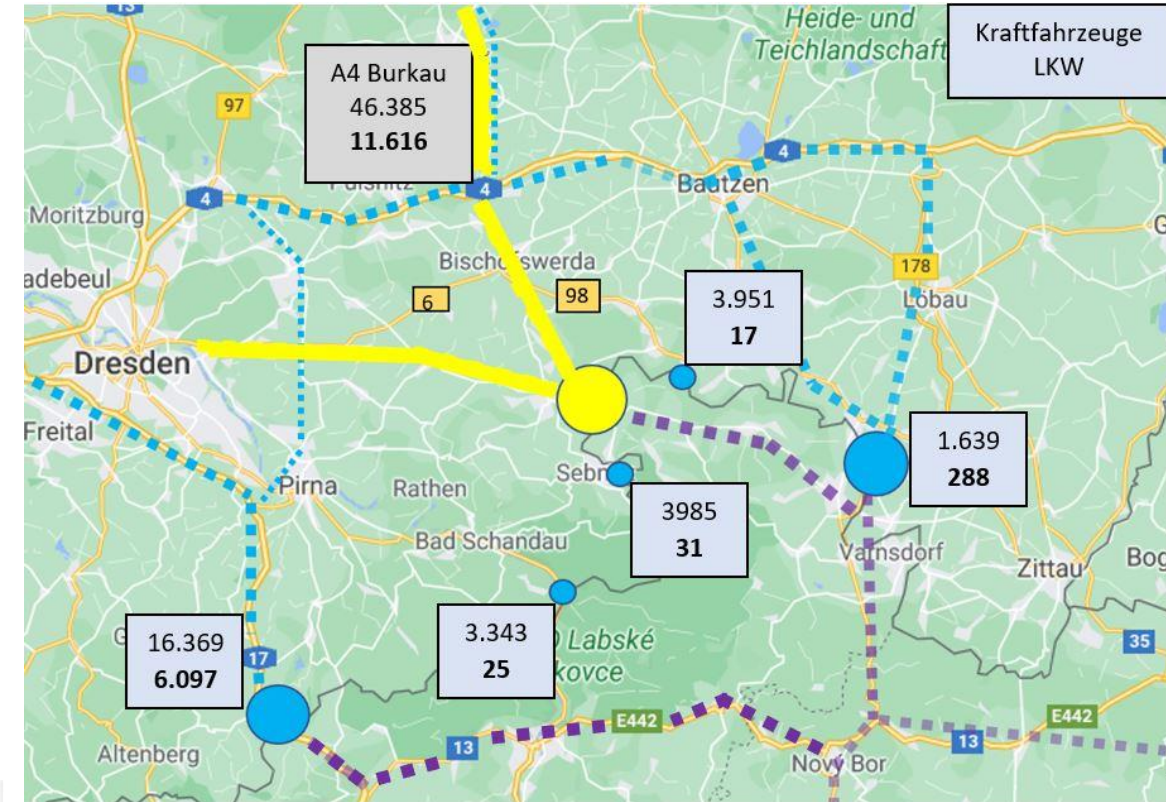 13
Heide- und
Teichlandschaft
Kraftfahrzeuge
LKW
A4 Burkau
46.385
11.616
97
4
4
4
Bautzen
Moritzburg
Bischofswerda
178
adebeul
6
98
3.951
17
Löbau
Dresden
Freital
1.639
288
Sebn
Pirna
Rathen
3985
31
Bad Schandau
Varnsdorf
Zittau
Bog
16.369
6.097
3.343
25
Labské
kovce
17
35
E442
E442
13
13
Altenberg
Nový Bor